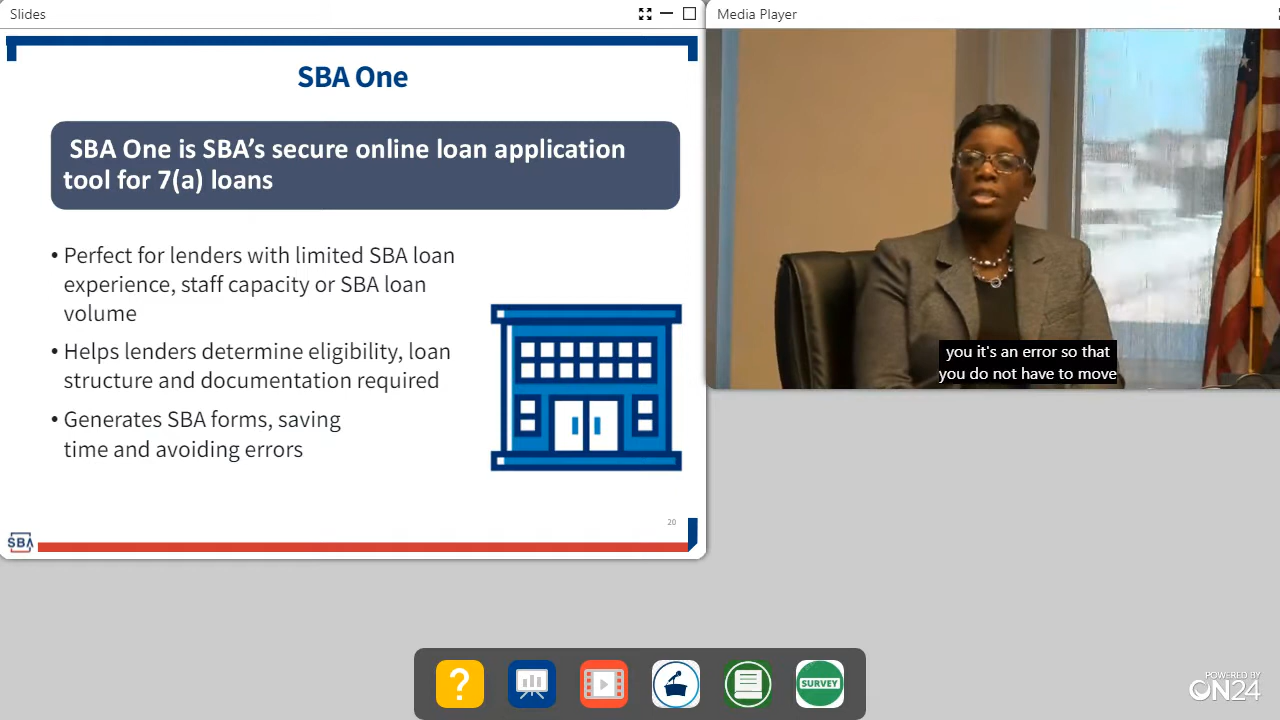 Slides
Media Player
SBA One
SBA One is SBA’s secure online loan application
tool for 7(a) loans
• Perfect for lenders with limited SBA loan
experience, staff capacity or SBA loan
volume
• Helps lenders determine eligibility, loan
structure and documentation required
• Generates SBA forms, saving
time and avoiding errors
20
SBA
you it's an error so that
you do not have to move
?
SURVEY
POWERED BY
ON24